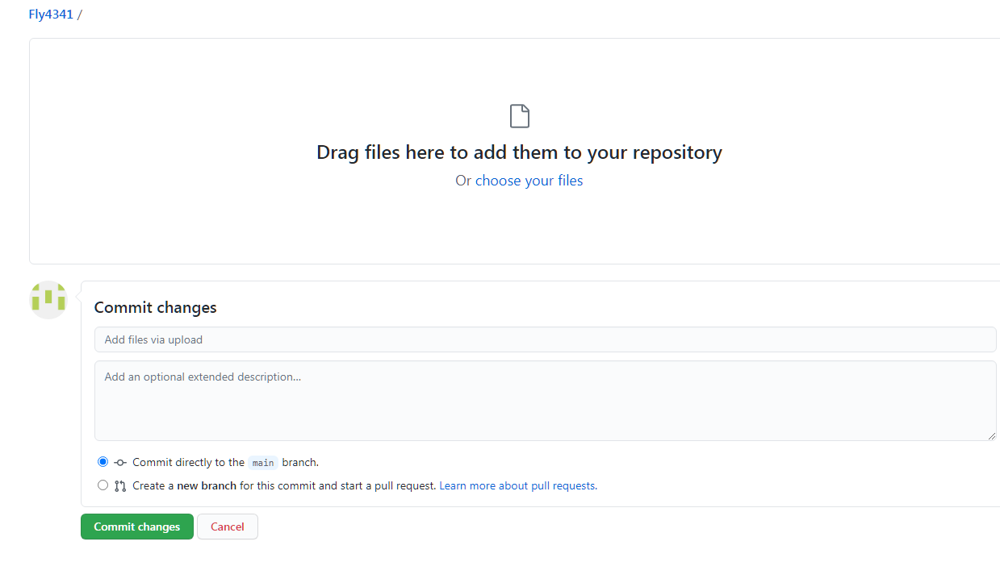 Fly4341 /
Drag files here to add them to your repository
Or choose your files
Commit changes
Add files via upload
Add an optional extended description...
Commit directly to the main branch.
Create a new branch for this commit and start a pull request. Learn more about pull requests.
Commit changes Cancel